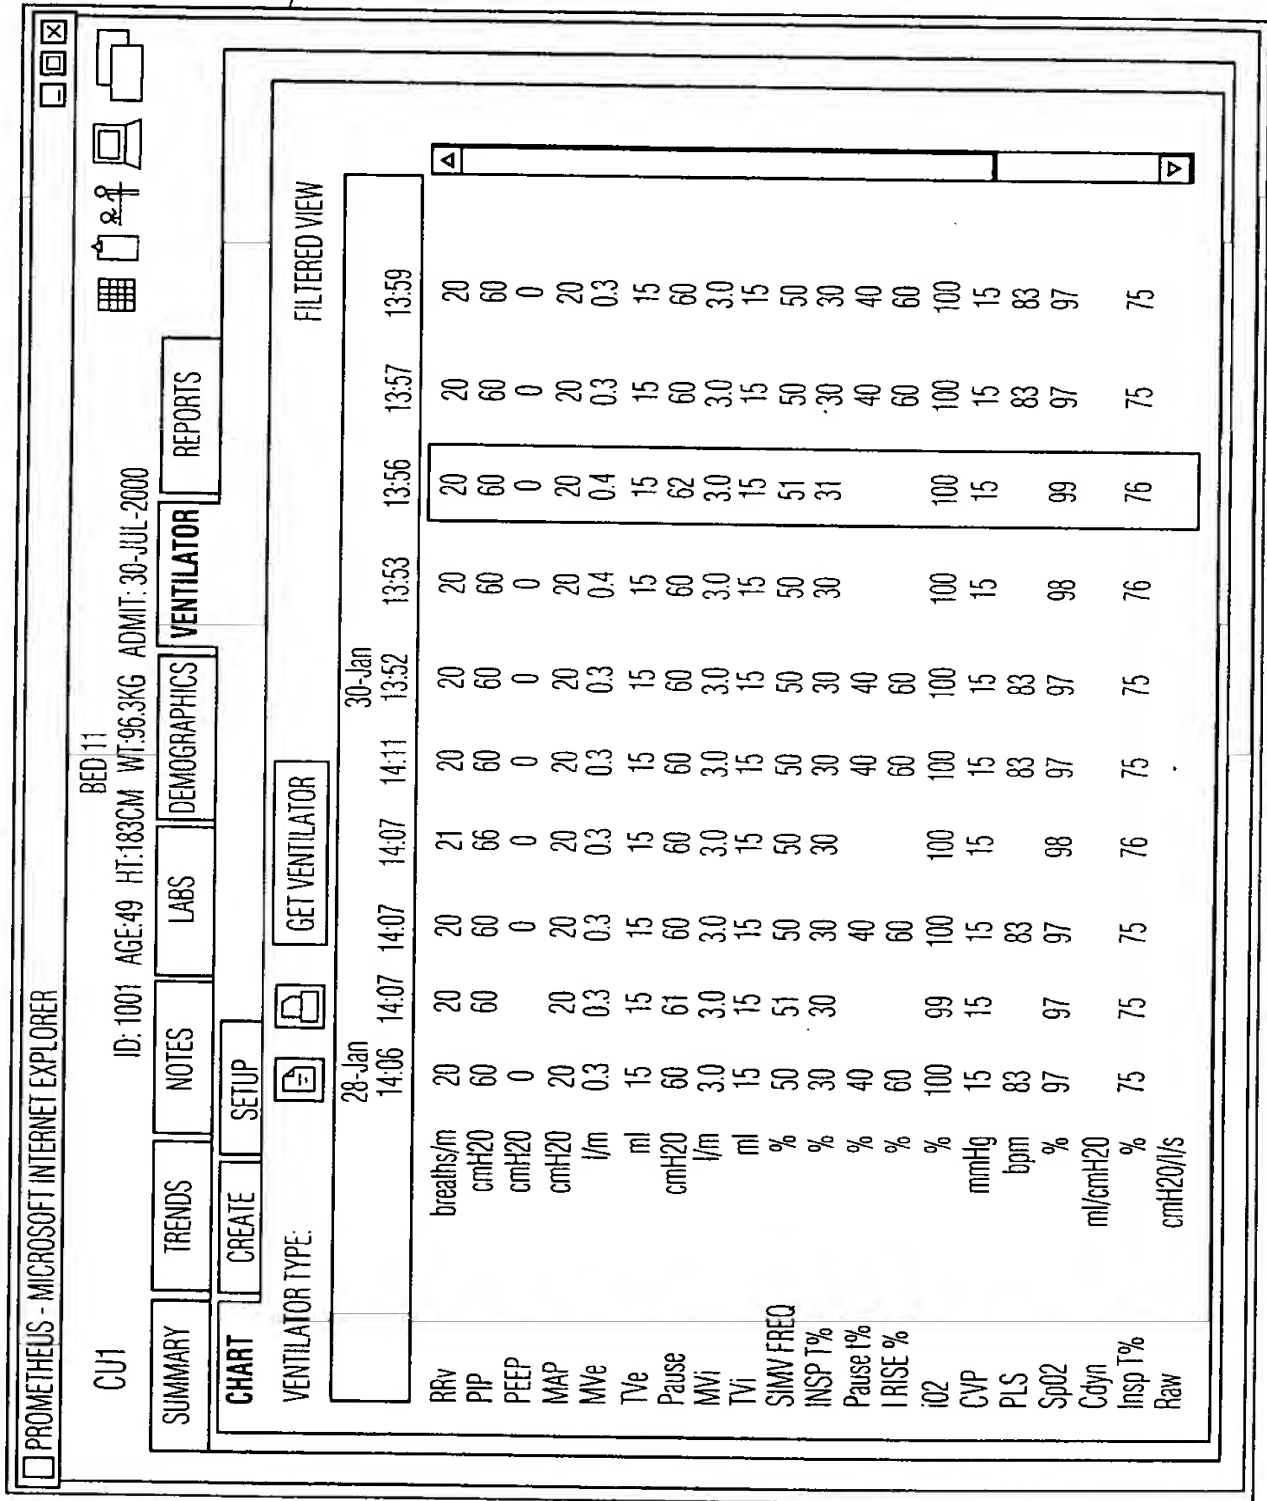 PROMETHEUS - MICROSOFT INTERNET EXPLORER
CU1
BED 11
ID: 1001 AGE:49 HT:183CM WT:96.3KG ADMIT: 30-JUL-2000
SUMMARY TRENDS NOTES LABS DEMOGRAPHICS VENTILATOR REPORTS
CHART CREATE SETUP
VENTILATOR TYPE: GET VENTILATOR FILTERED VIEW
28-Jan 30-Jan
14:06 14:07 14:07 14:07 14:11 13:52 13:53 13:56 13:57 13:59
RRv breaths/m 20 20 20 21 20 20 20 20 20 20
PIP cmH20 60 60 60 66 60 60 60 60 60 60
PEEP cmH20 0 0 0 0 0 0 0 0 0
MAP cmH20 20 20 20 20 20 20 20 20 20 20
MVe l/m 0.3 0.3 0.3 0.3 0.3 0.3 0.4 0.4 0.3 0.3
TVe ml 15 15 15 15 15 15 15 15 15 15
Pause cmH20 60 61 60 60 60 60 60 62 60 60
MVi l/m 3.0 3.0 3.0 3.0 3.0 3.0 3.0 3.0 3.0 3.0
TVi ml 15 15 15 15 15 15 15 15 15 15
SIMV FREQ % 50 51 50 50 50 50 50 51 50 50
INSP T% % 30 30 30 30 30 30 30 31 30 30
Pause t% % 40 40 40 40 40 40
I RISE % % 60 60 60 60 60 60
iO2 % 100 99 100 100 100 100 100 100 100 100
CVP mmHg 15 15 15 15 15 15 15 15 15 15
PLS bpm 83 83 83 83 83 83
Sp02 % 97 97 97 98 97 97 98 99 97 97
Cdyn ml/cmH20
Insp T% % 75 75 75 76 75 75 76 76 75 75
Raw cmH20/l/s